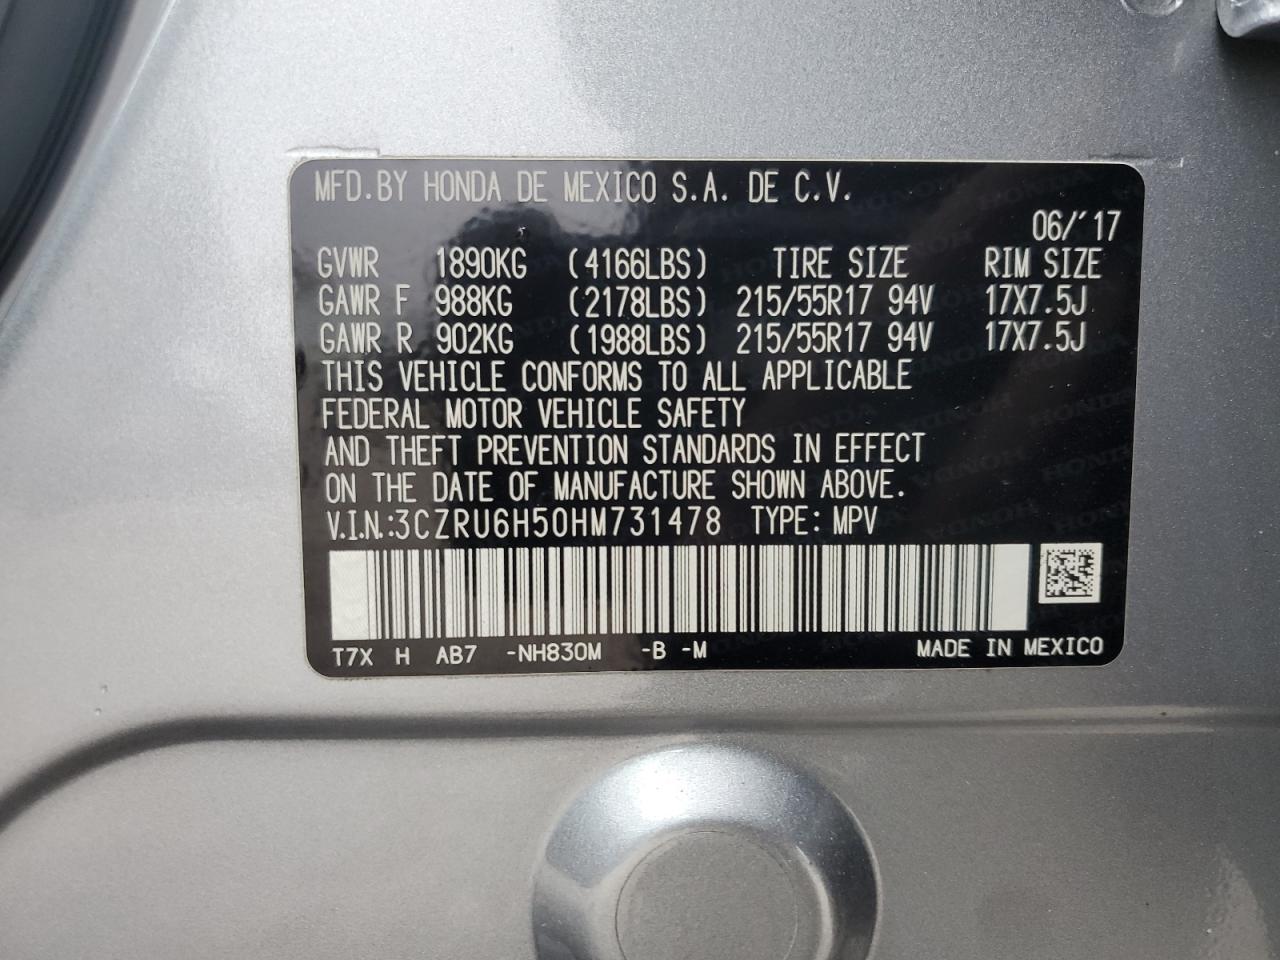 MFD.BY HONDA DE MEXICO S.A. DE C.V.
06/'17
GVWR 1890KG (4166LBS) TIRE SIZE RIM SIZE
GAWR F 988KG (2178LBS) 215/55R17 94V 17X7.5J
GAWR R 902KG (1988LBS) 215/55R17 94V 17X7.5J
THIS VEHICLE CONFORMS TO ALL APPLICABLE
FEDERAL MOTOR VEHICLE SAFETY
AND THEFT PREVENTION STANDARDS IN EFFECT
ON THE DATE OF MANUFACTURE SHOWN ABOVE.
V.I.N.:3CZRU6H50HM731478 TYPE: MPV
T7X H AB7 -NH830M -B -M MADE IN MEXICO